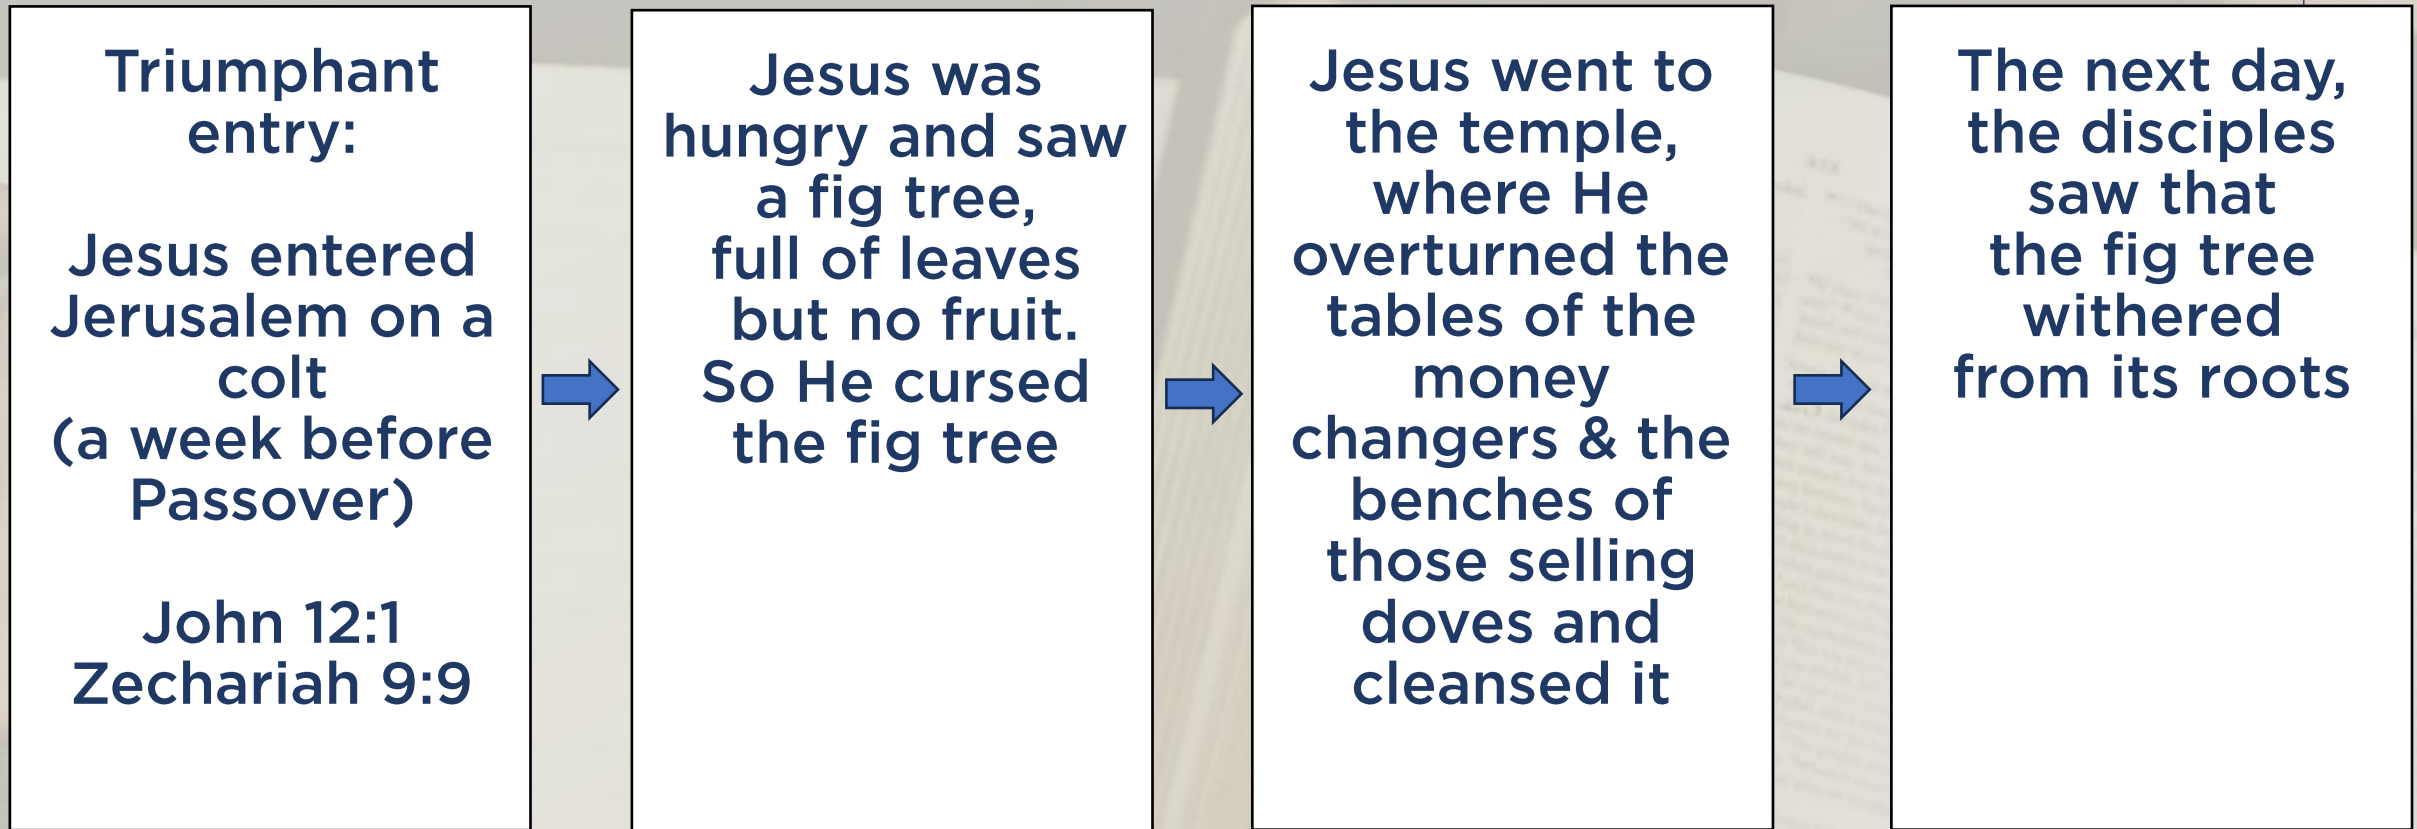 Triumphant
entry:
Jesus entered
Jerusalem on a
colt
(a week before
Passover)
John 12:1
Zechariah 9:9
Jesus was
hungry and saw
a fig tree,
full of leaves
but no fruit.
So He cursed
the fig tree
Jesus went to
the temple,
where He
overturned the
tables of the
money
changers & the
benches of
those selling
doves and
cleansed it
The next day,
the disciples
saw that
the fig tree
withered
from its roots